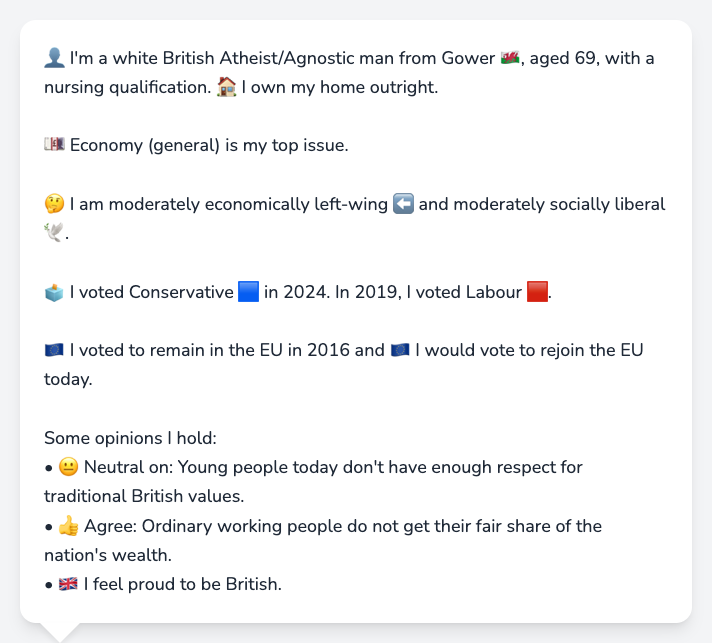 👤 I'm a white British Atheist/Agnostic man from Gower 🏴󠁧󠁢󠁷󠁬󠁳󠁿, aged 69, with a
nursing qualification. 🏠 I own my home outright.
💷 Economy (general) is my top issue.
🤔 I am moderately economically left-wing ⬅️ and moderately socially liberal
🕊️.
🗳️ I voted Conservative 🟦 in 2024. In 2019, I voted Labour 🟥.
🇪🇺 I voted to remain in the EU in 2016 and 🇪🇺 I would vote to rejoin the EU
today.
Some opinions I hold:
• 😐 Neutral on: Young people today don't have enough respect for
traditional British values.
• 👍 Agree: Ordinary working people do not get their fair share of the
nation's wealth.
• 🇬🇧 I feel proud to be British.